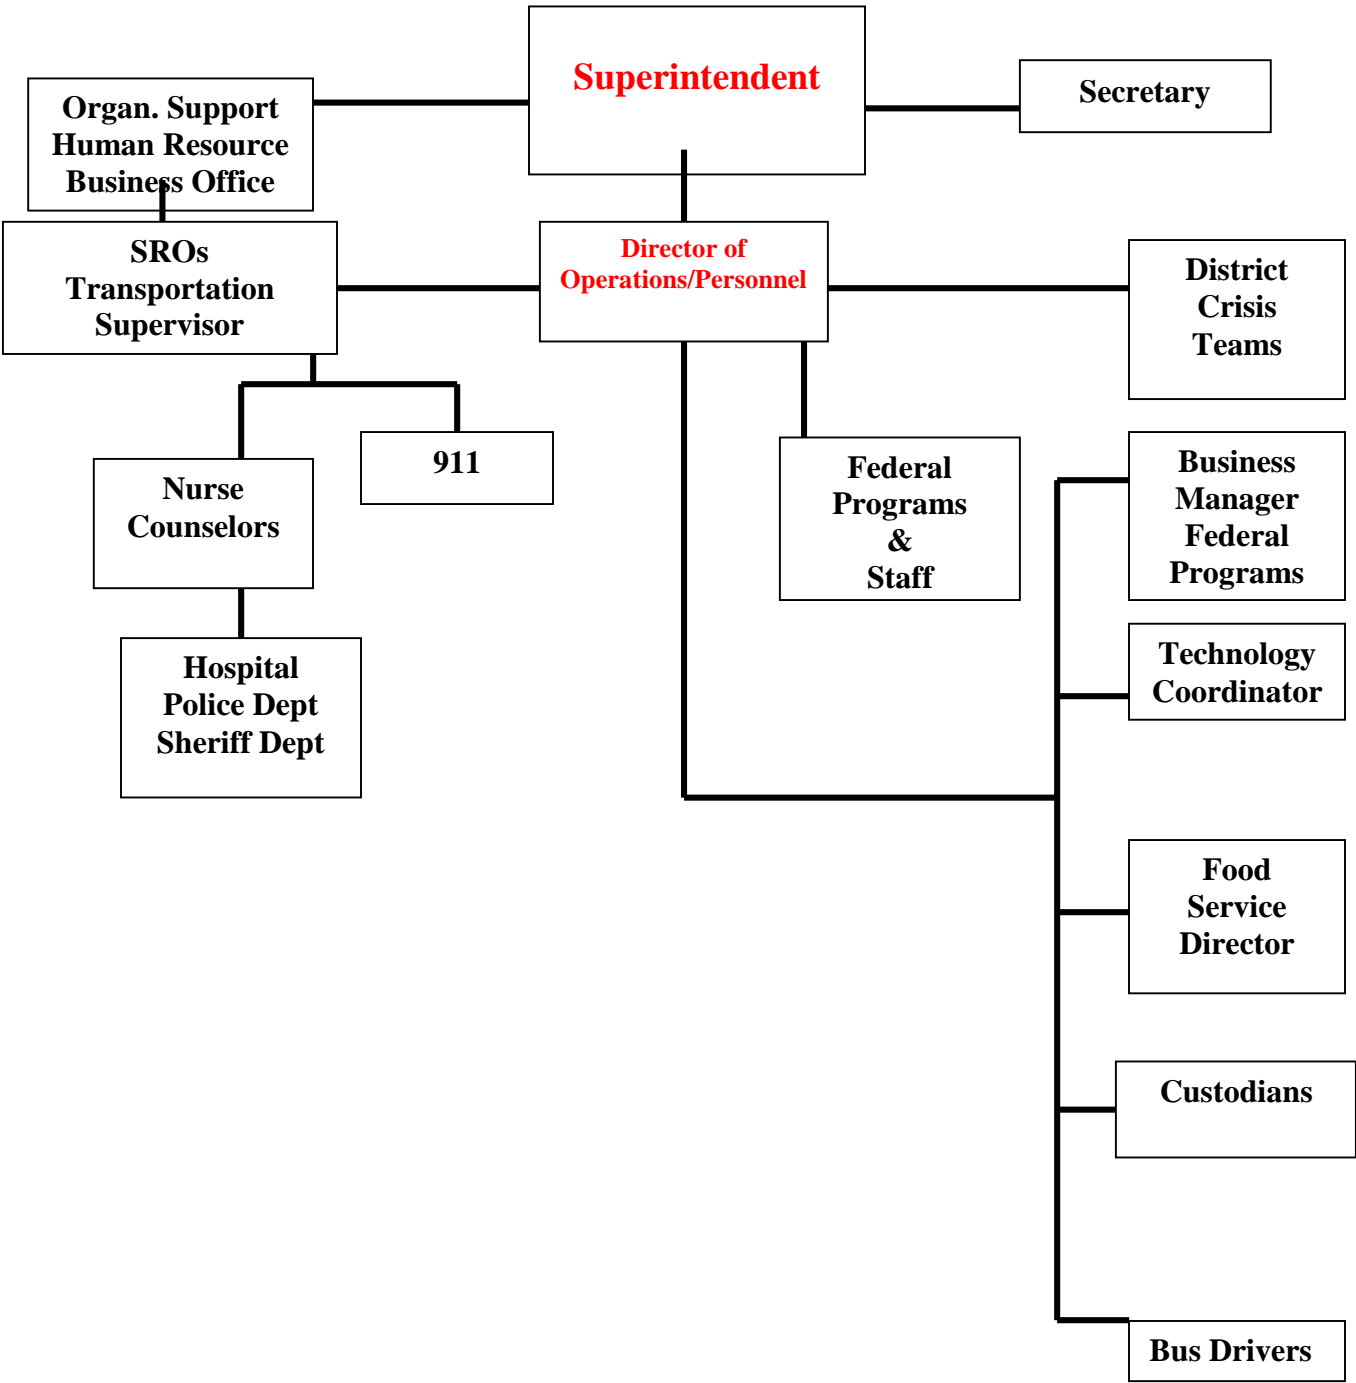 Superintendent
Organ. Support
Human Resource
Business Office
Secretary
SROs
Transportation
Supervisor
Director of
Operations/Personnel
District
Crisis
Teams
Nurse
Counselors
911
Federal
Programs
&
Staff
Business
Manager
Federal
Programs
Hospital
Police Dept
Sheriff Dept
Technology
Coordinator
Food
Service
Director
Custodians
Bus Drivers